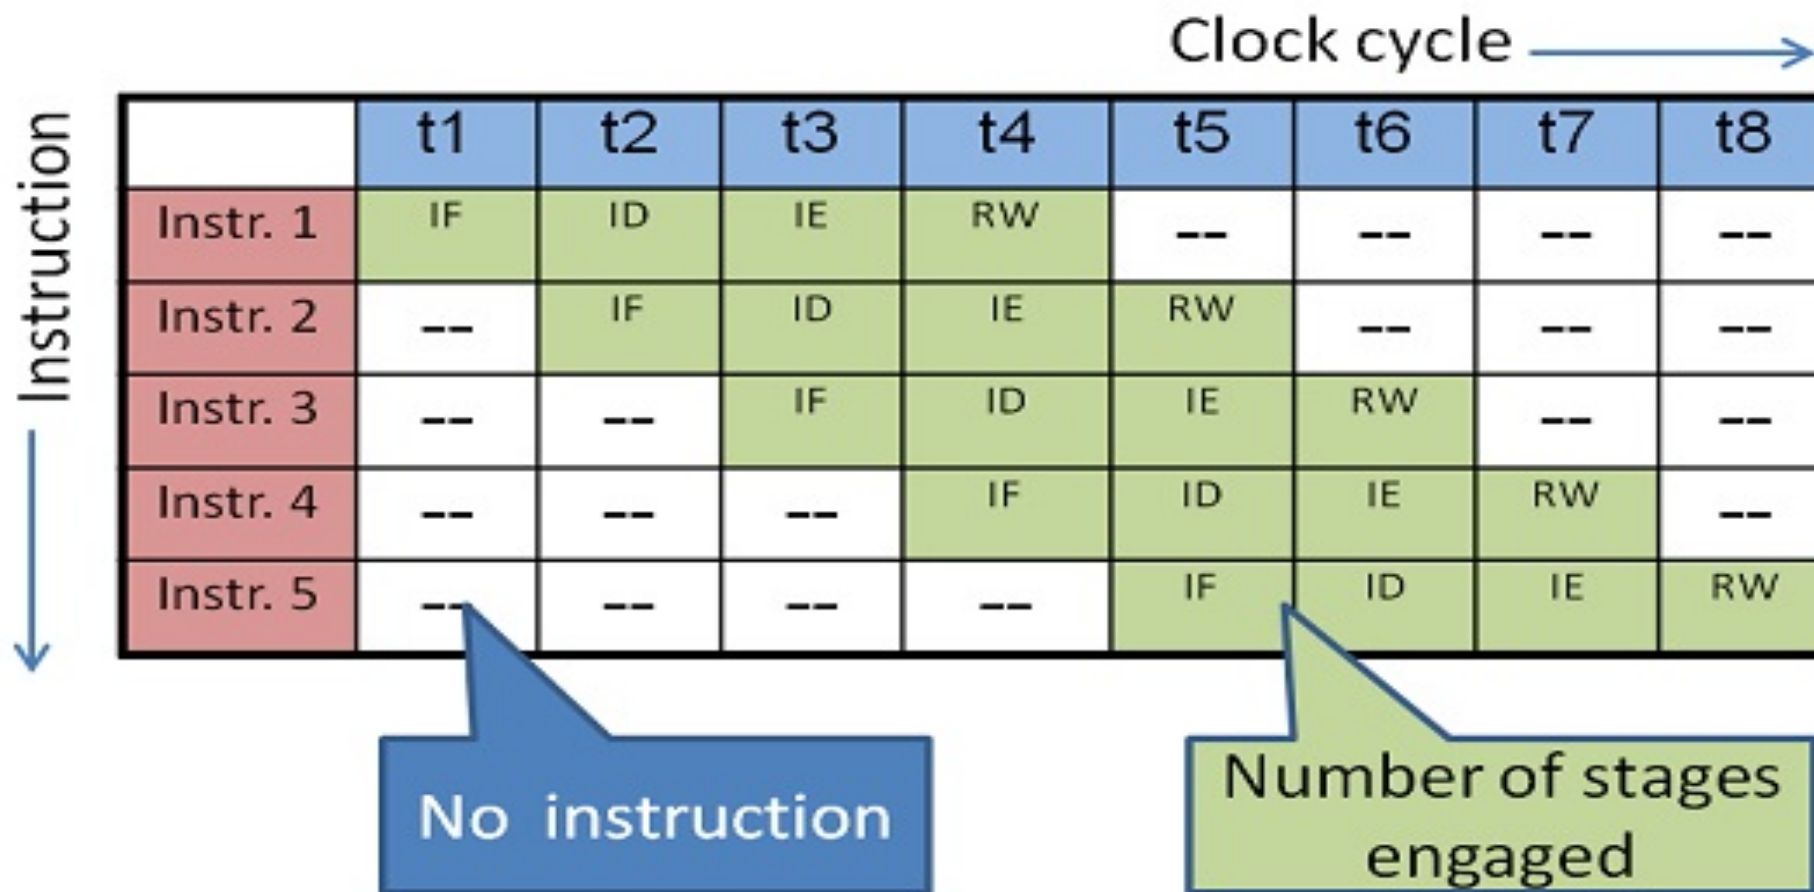 Clock cycle
Instruction
t1 t2 t3 t4 t5 t6 t7 t8
Instr. 1 IF ID IE RW -- -- -- --
Instr. 2 -- IF ID IE RW -- -- --
Instr. 3 -- -- IF ID IE RW -- --
Instr. 4 -- -- -- IF ID IE RW --
Instr. 5 -- -- -- -- IF ID IE RW
No instruction
Number of stages
engaged